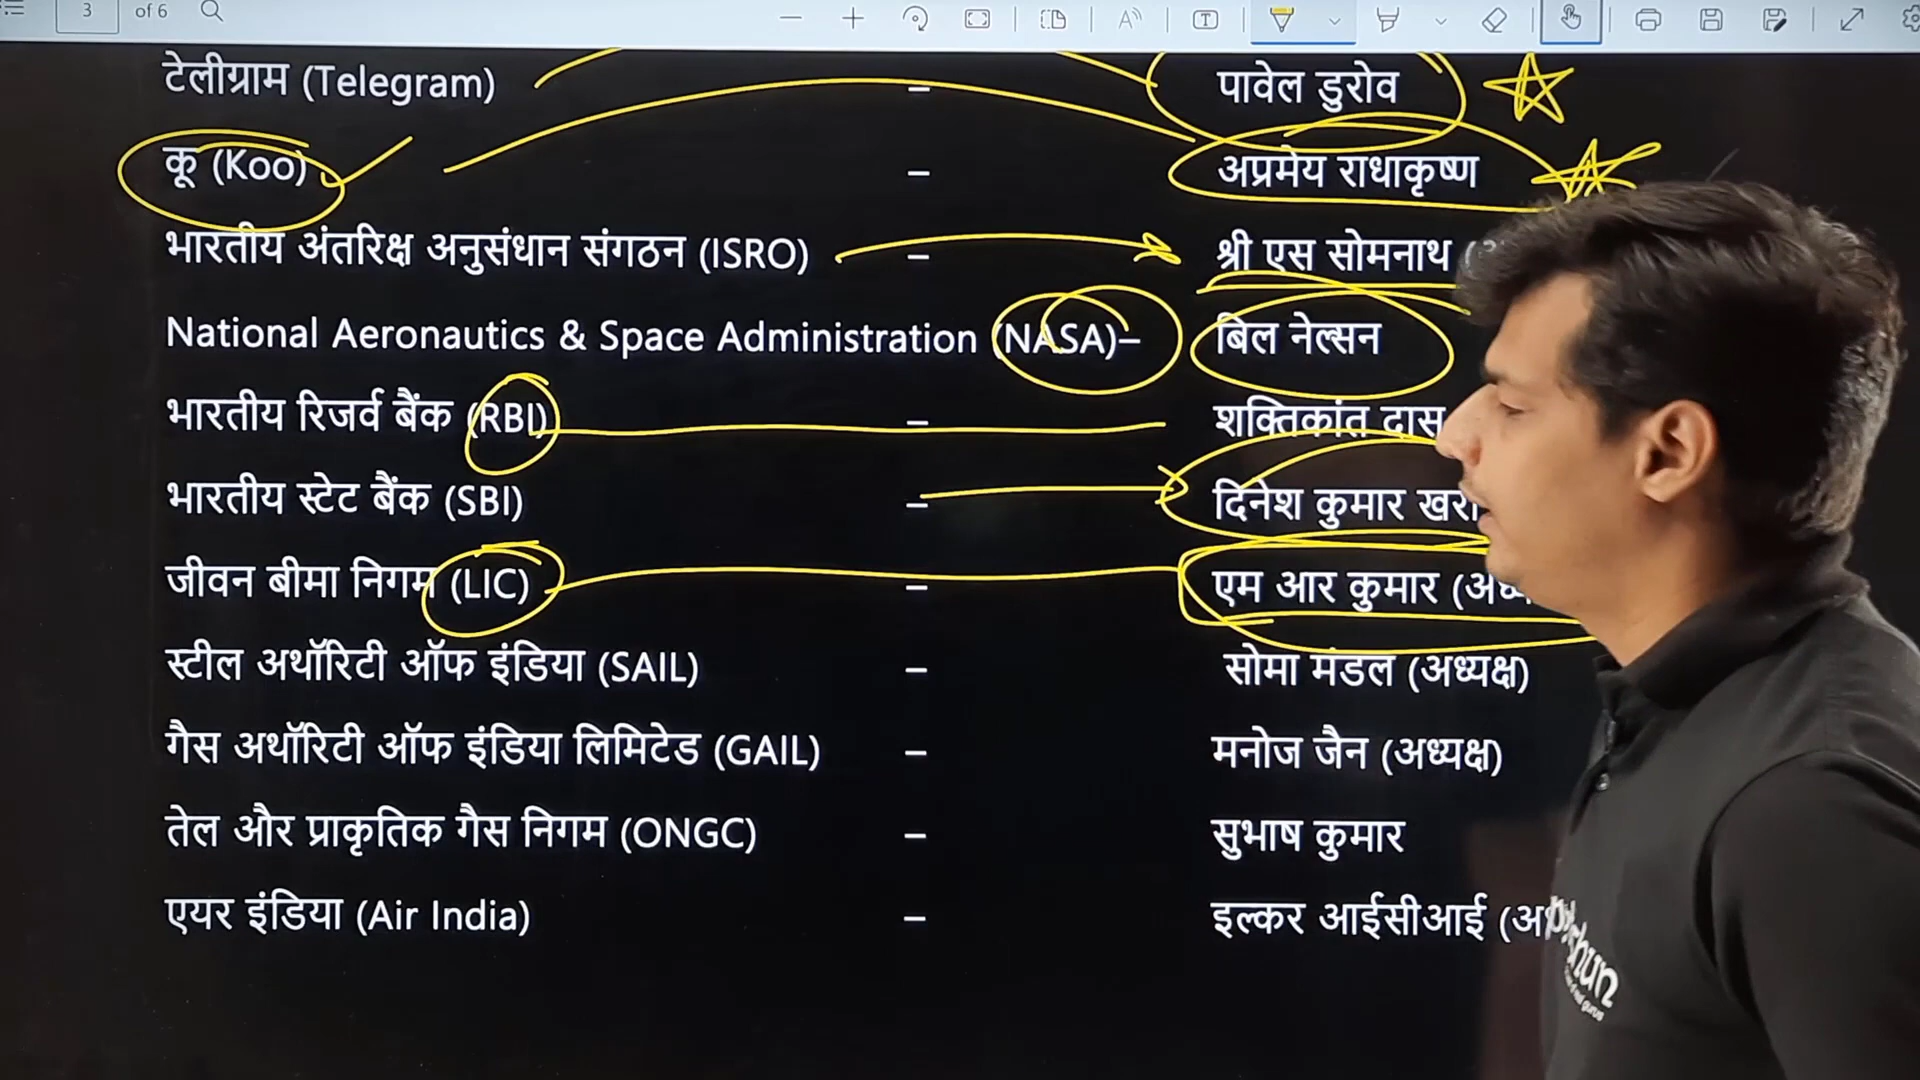 3 of 6
टेलीग्राम (Telegram) – पावेल डुरोव
कू (Koo) – अप्रमेय राधाकृष्ण
भारतीय अंतरिक्ष अनुसंधान संगठन (ISRO) – श्री एस सोमनाथ
National Aeronautics & Space Administration (NASA)– बिल नेल्सन
भारतीय रिजर्व बैंक (RBI) – शक्तिकांत दास
भारतीय स्टेट बैंक (SBI) – दिनेश कुमार
जीवन बीमा निगम (LIC) – एम आर कुमार
स्टील अथॉरिटी ऑफ इंडिया (SAIL) – सोमा मंडल (अध्यक्ष)
गैस अथॉरिटी ऑफ इंडिया लिमिटेड (GAIL) – मनोज जैन (अध्यक्ष)
तेल और प्राकृतिक गैस निगम (ONGC) – सुभाष कुमार
एयर इंडिया (Air India) – इल्कर आईसीआई